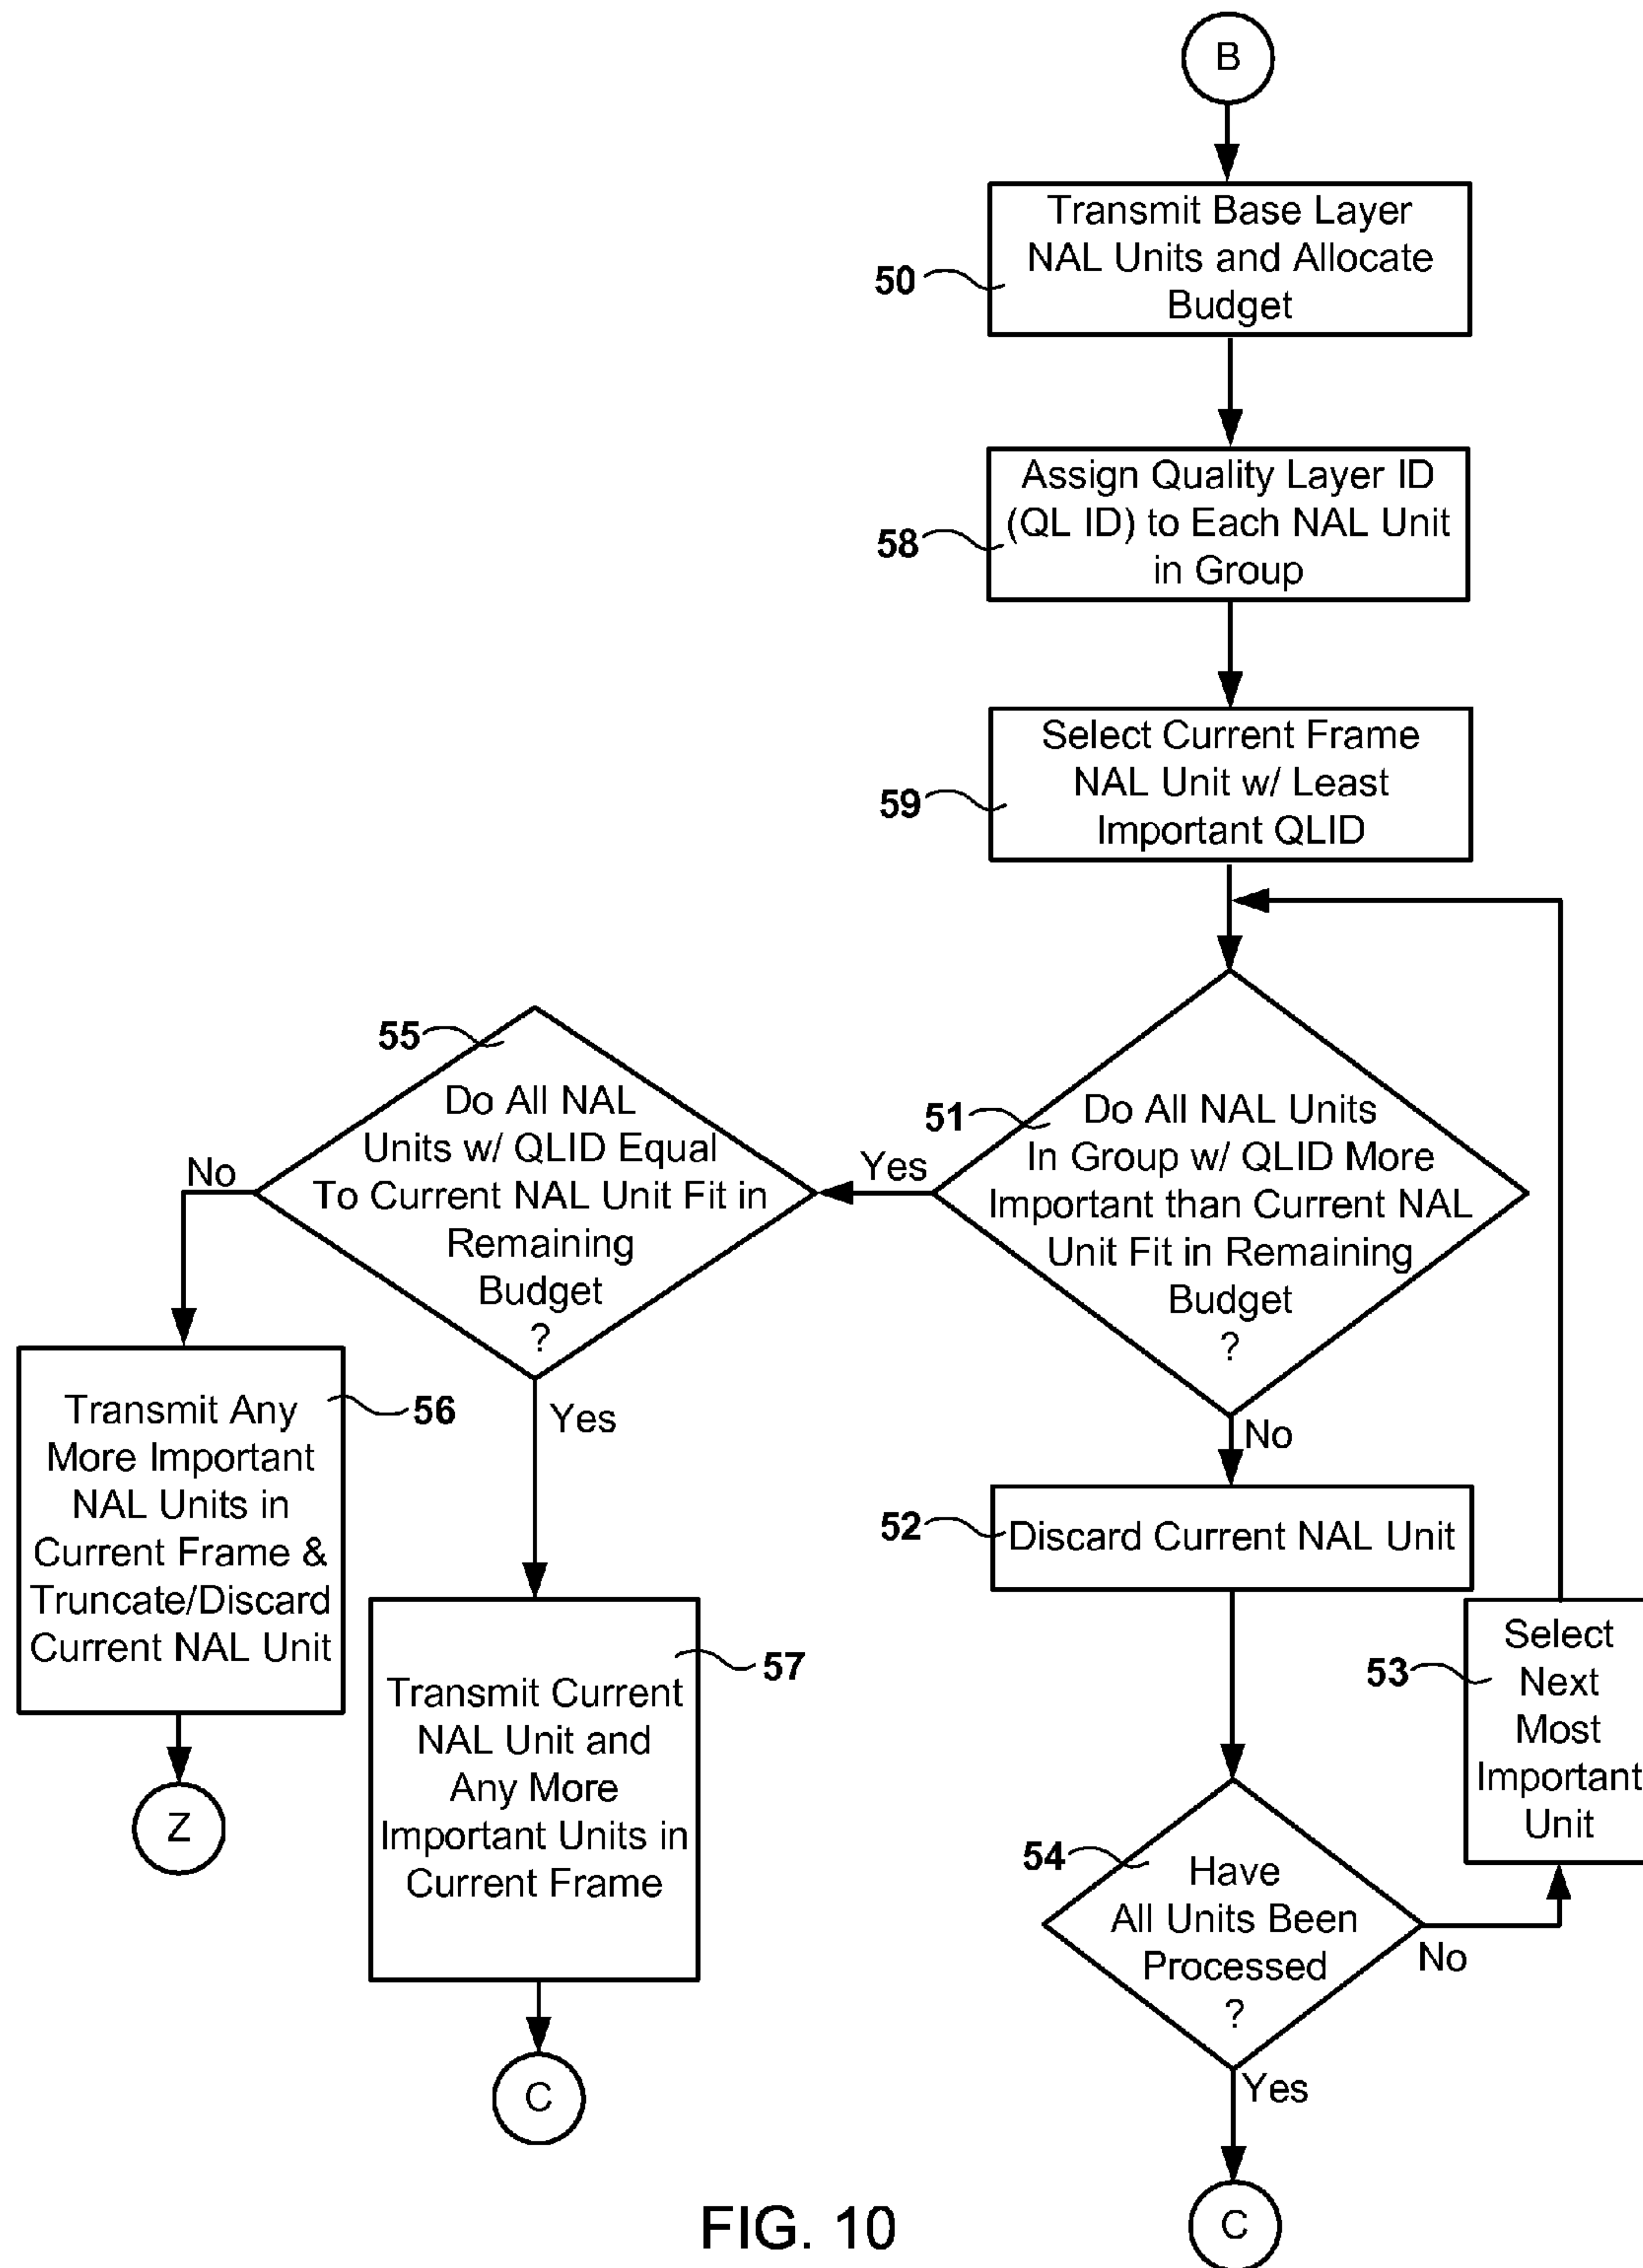 B
Transmit Base Layer
NAL Units and Allocate
Budget
50
Assign Quality Layer ID
(QL ID) to Each NAL Unit
in Group
58
Select Current Frame
NAL Unit w/ Least
Important QLID
59
51
Do All NAL Units
In Group w/ QLID More
Important than Current NAL
Unit Fit in Remaining
Budget
?
Yes
No
55
Do All NAL
Units w/ QLID Equal
To Current NAL Unit Fit in
Remaining
Budget
?
No
Yes
Transmit Any
More Important
NAL Units in
Current Frame &
Truncate/Discard
Current NAL Unit
56
Z
Transmit Current
NAL Unit and
Any More
Important Units in
Current Frame
57
C
52
Discard Current NAL Unit
53
Select
Next
Most
Important
Unit
54
Have
All Units Been
Processed
?
No
Yes
C
FIG. 10